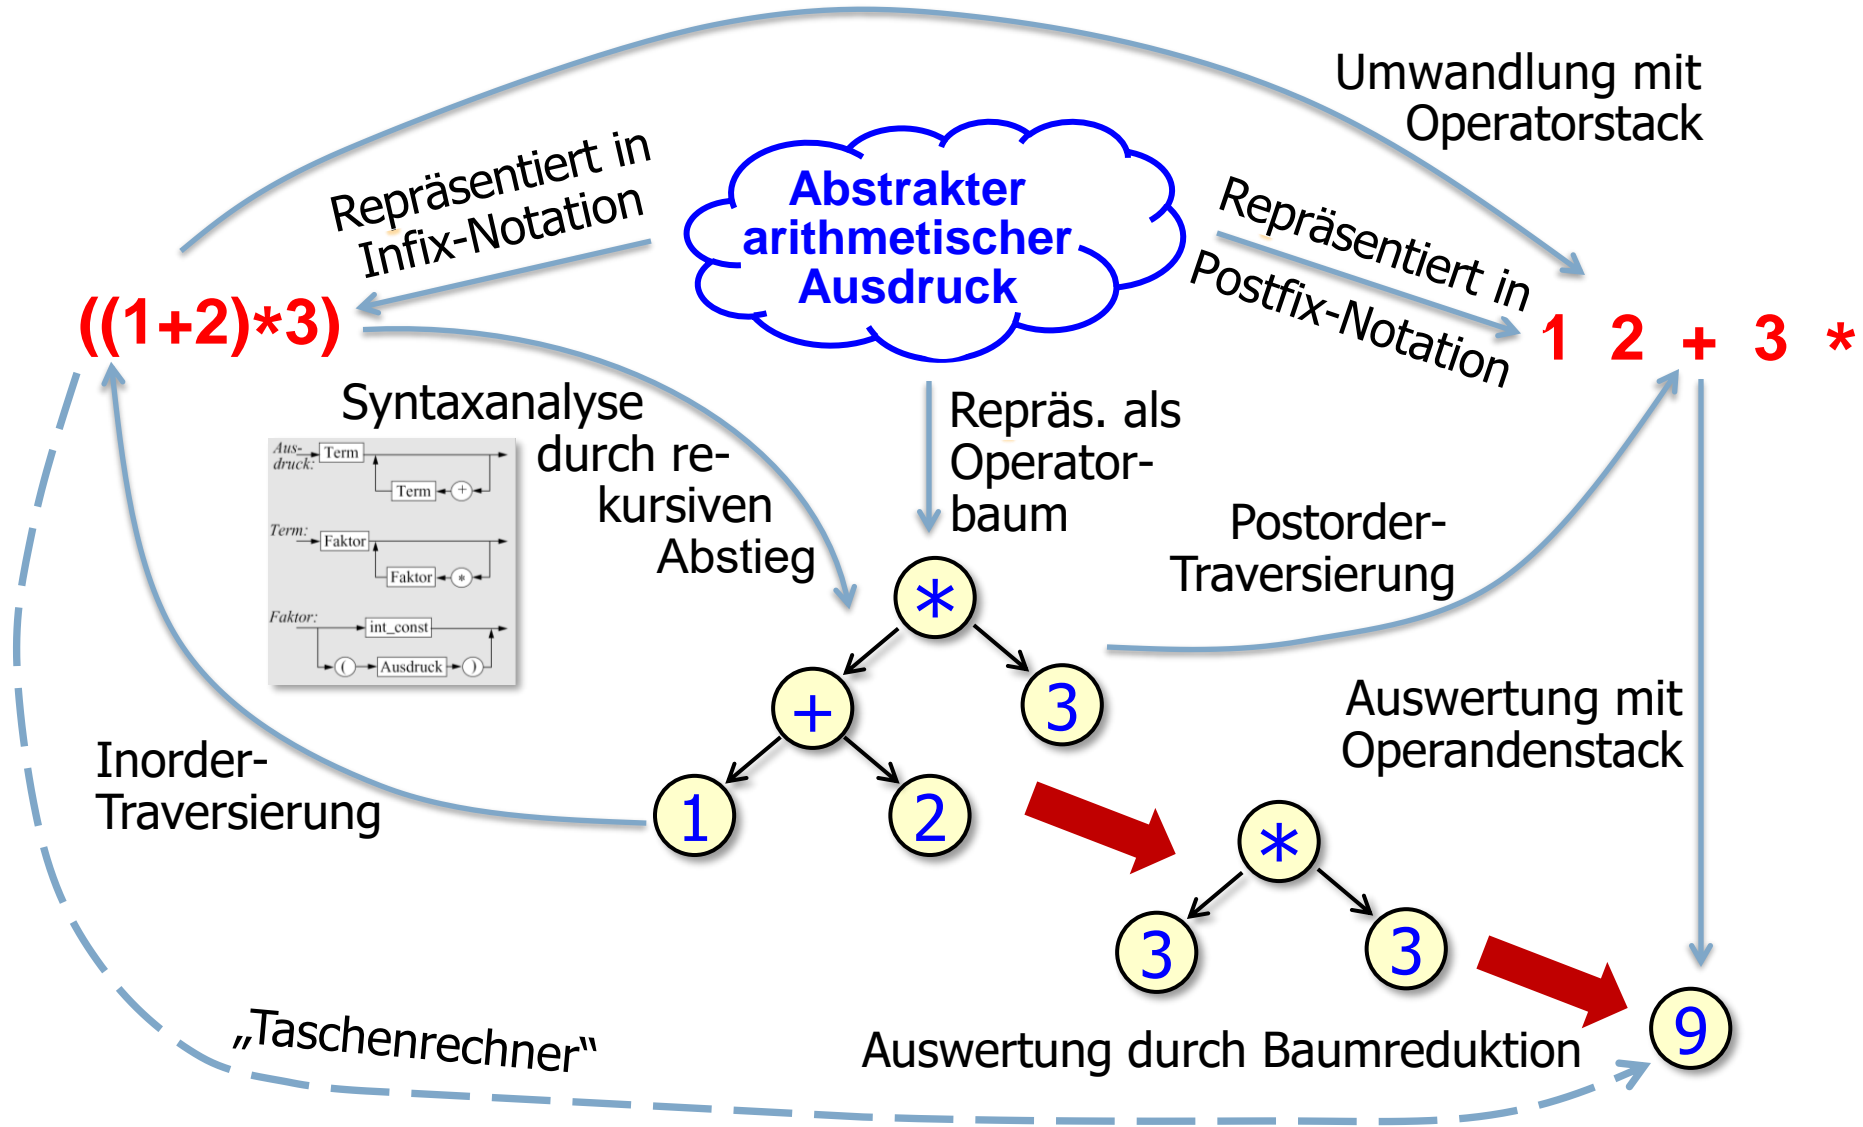 Umwandlung mit
Operatorstack
Repräsentiert in
Infix-Notation
Abstrakter
arithmetischer
Ausdruck
Repräsentiert in
Postfix-Notation
((1+2)*3)
1 2 + 3 *
Syntaxanalyse
durch re-
kursiven
Abstieg
Aus-
druck:
Term
Term
+
Term:
Faktor
Faktor
*
Faktor:
int_const
(
Ausdruck
)
Repräs. als
Operator-
baum
Postorder-
Traversierung
*
+
3
1
2
Inorder-
Traversierung
Auswertung mit
Operandenstack
*
3
3
9
„Taschenrechner“
Auswertung durch Baumreduktion